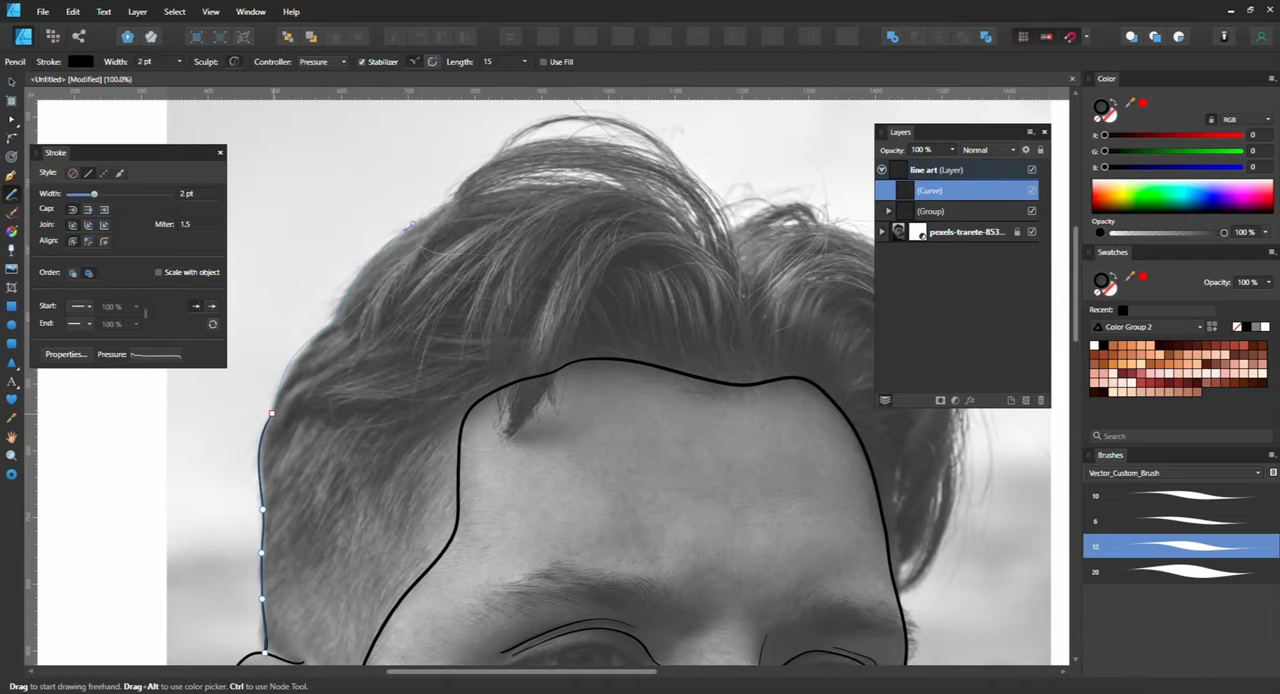 File Edit Text Layer Select View Window Help
Pencil Stroke: Width: 2 pt Sculpt: Controller: Pressure Stabilizer Length: 15 Use Fill
<Untitled> [Modified] (100.0%)
Stroke
Style:
Width: 2 pt
Cap:
Join: Miter: 1.5
Align:
Order: Scale with object
Start: 100 %
End: 100 %
Properties... Pressure:
Layers
Opacity: 100 % Normal
line art (Layer)
(Curve)
(Group)
pexels-trarete-853...
Color
RGB
R: 0
G: 0
B: 0
Opacity
100 %
Swatches
Opacity: 100 %
Recent:
Color Group 2
Search
Brushes
Vector_Custom_Brush
10
6
12
20
Drag to start drawing freehand. Drag+Alt to use color picker. Ctrl to use Node Tool.